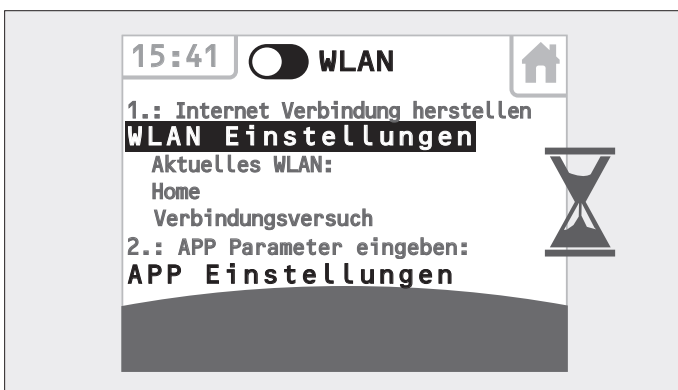 15:41 WLAN
1.: Internet Verbindung herstellen
WLAN Einstellungen
Aktuelles WLAN:
Home
Verbindungsversuch
2.: APP Parameter eingeben:
APP Einstellungen